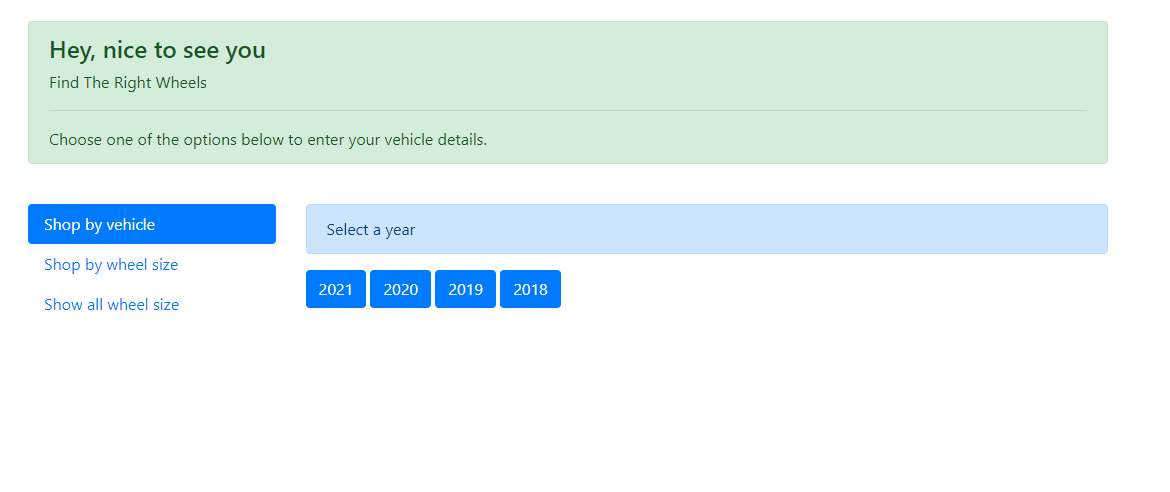 Hey, nice to see you
Find The Right Wheels
Choose one of the options below to enter your vehicle details.
Shop by vehicle
Shop by wheel size
Show all wheel size
Select a year
2021 2020 2019 2018